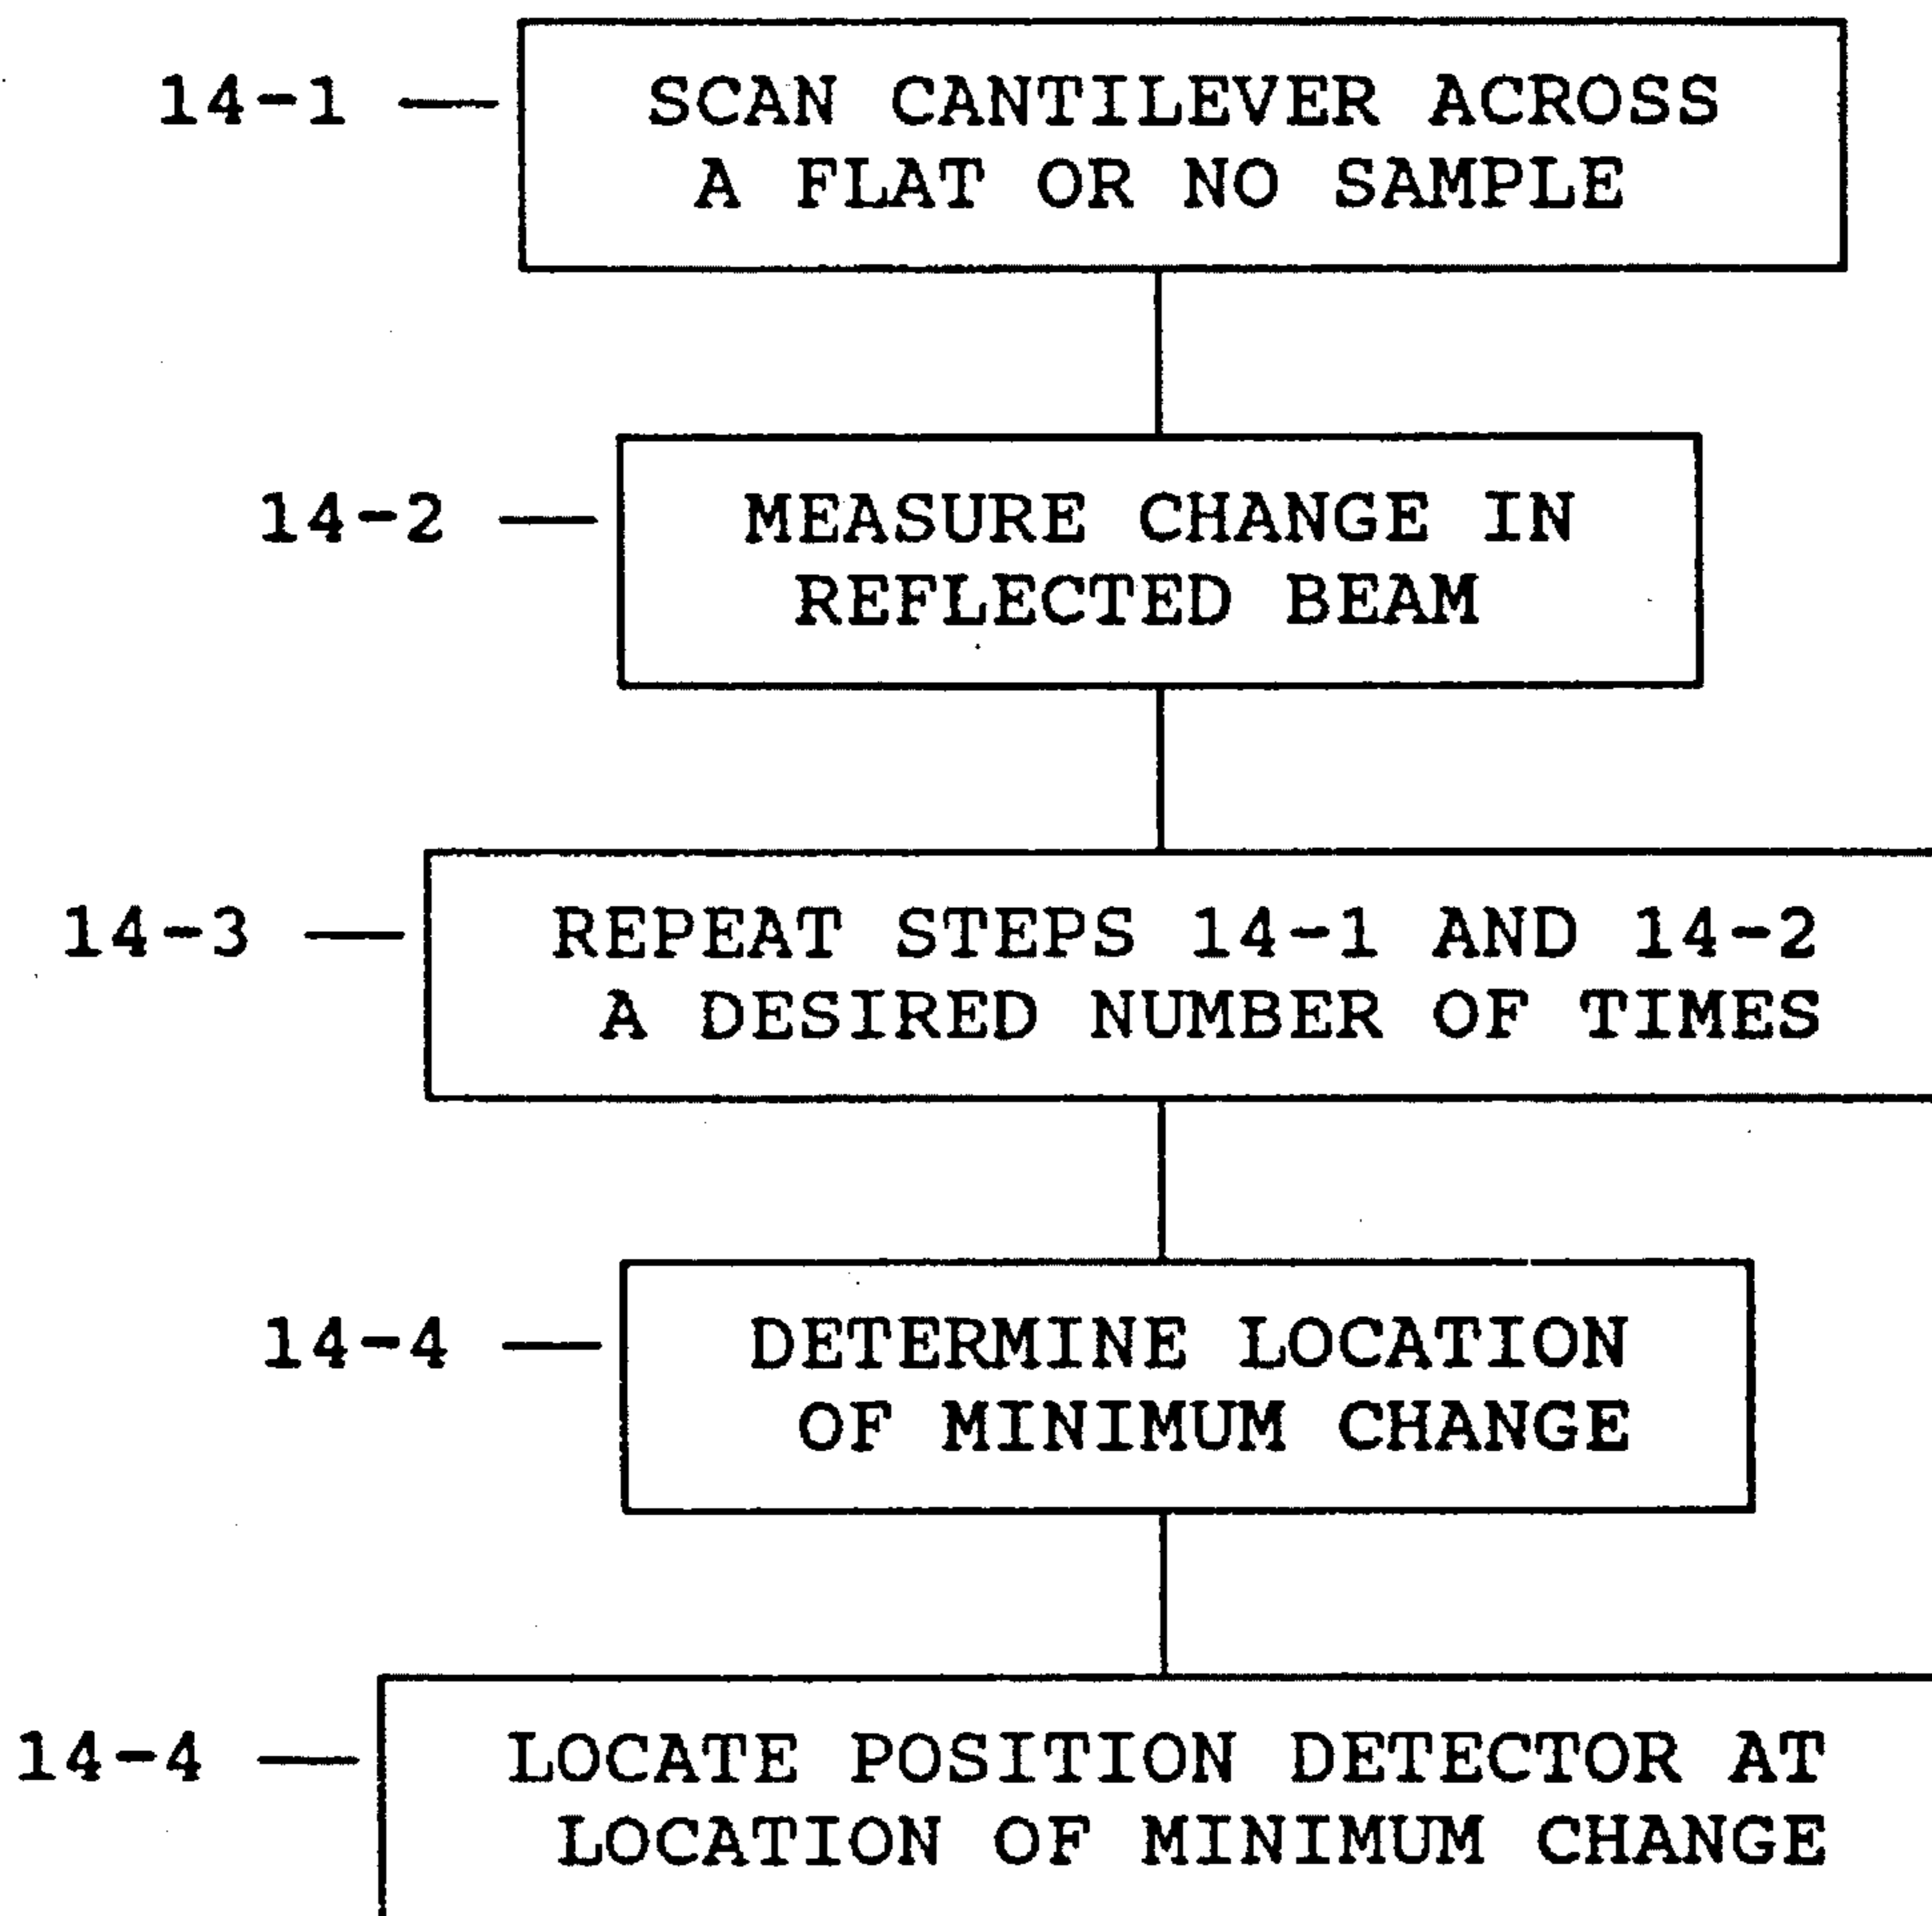 14-1 — SCAN CANTILEVER ACROSS
A FLAT OR NO SAMPLE
14-2 — MEASURE CHANGE IN
REFLECTED BEAM
14-3 — REPEAT STEPS 14-1 AND 14-2
A DESIRED NUMBER OF TIMES
14-4 — DETERMINE LOCATION
OF MINIMUM CHANGE
14-4 — LOCATE POSITION DETECTOR AT
LOCATION OF MINIMUM CHANGE